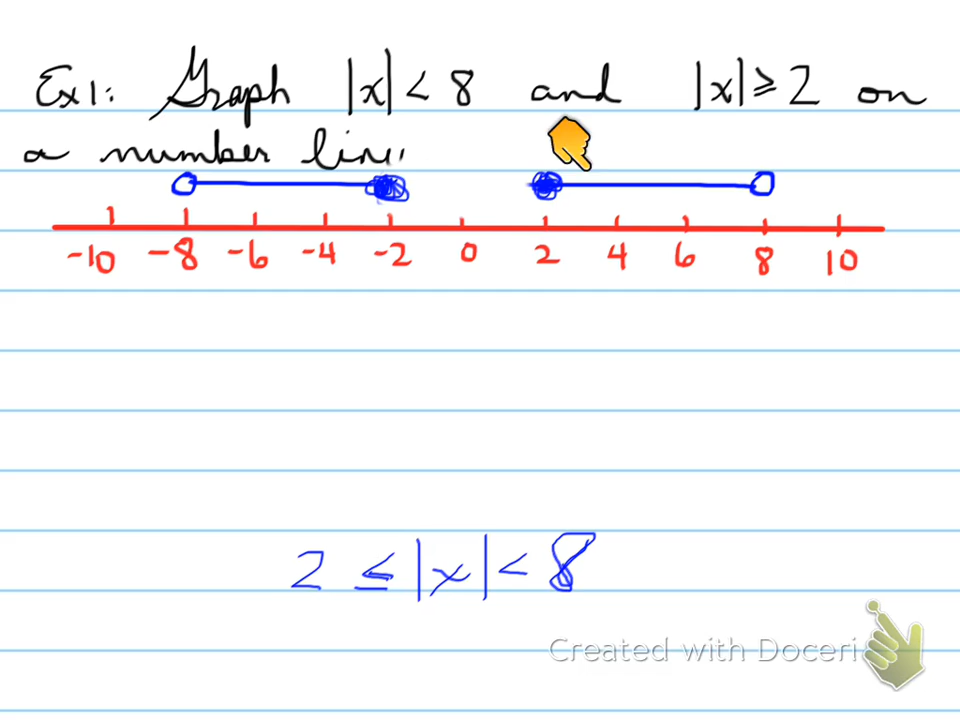 Ex1: Graph |x| < 8 and |x| ≥ 2 on
a number line
-10 -8 -6 -4 -2 0 2 4 6 8 10
2 ≤ |x| < 8
Created with Doceri